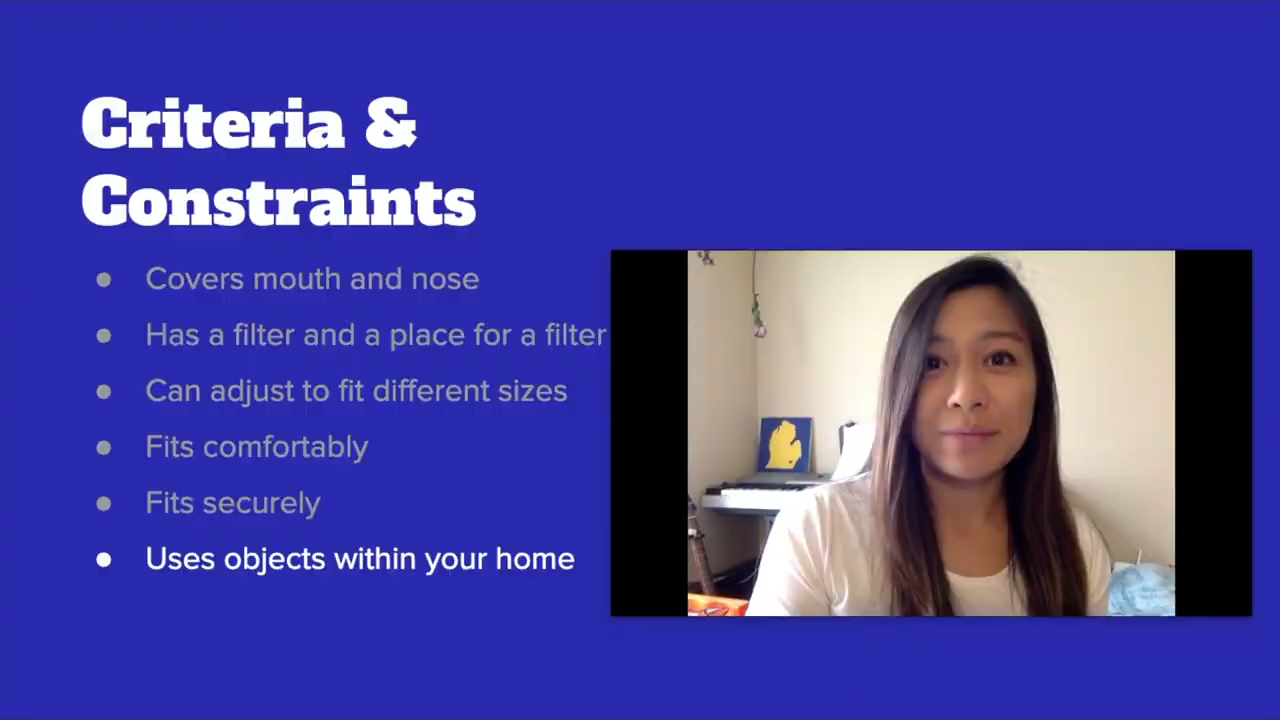 Criteria &
Constraints
● Covers mouth and nose
● Has a filter and a place for a filter
● Can adjust to fit different sizes
● Fits comfortably
● Fits securely
● Uses objects within your home